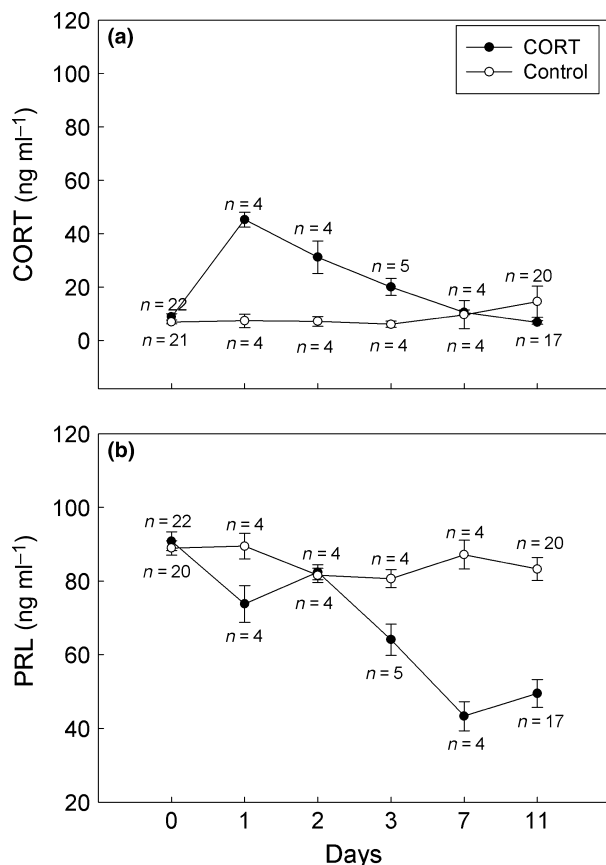 (a)
CORT
Control
120
100
80
60
40
20
0
CORT (ng ml⁻¹)
n = 22
n = 4
n = 4
n = 5
n = 4
n = 20
n = 21
n = 4
n = 4
n = 4
n = 4
n = 17
(b)
120
100
80
60
40
20
PRL (ng ml⁻¹)
n = 22
n = 4
n = 4
n = 4
n = 4
n = 20
n = 20
n = 4
n = 4
n = 5
n = 4
n = 17
0 1 2 3 7 11
Days